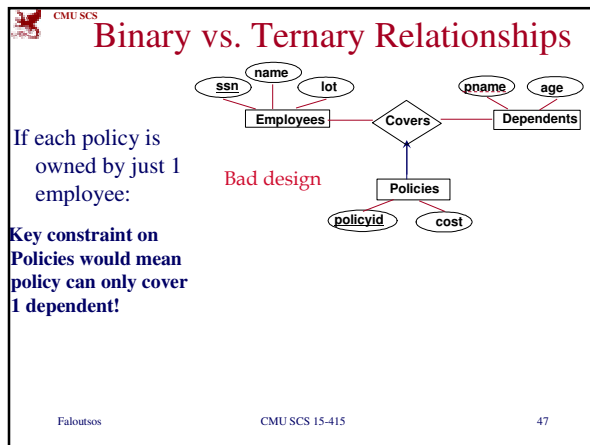 CMU SCS
Binary vs. Ternary Relationships
name
ssn
lot
pname
age
Employees
Covers
Dependents
If each policy is
owned by just 1
employee:
Bad design
Policies
policyid
cost
Key constraint on
Policies would mean
policy can only cover
1 dependent!
Faloutsos
CMU SCS 15-415
47